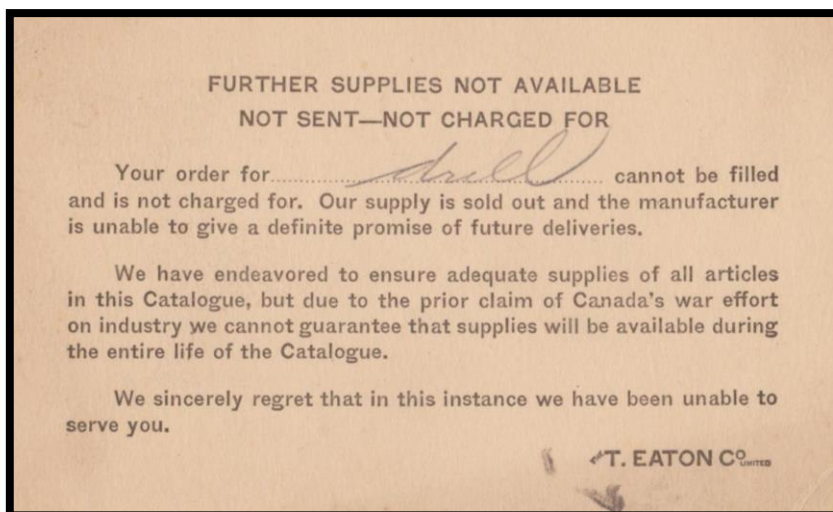 FURTHER SUPPLIES NOT AVAILABLE
NOT SENT—NOT CHARGED FOR
Your order for drill cannot be filled
and is not charged for. Our supply is sold out and the manufacturer
is unable to give a definite promise of future deliveries.
We have endeavored to ensure adequate supplies of all articles
in this Catalogue, but due to the prior claim of Canada's war effort
on industry we cannot guarantee that supplies will be available during
the entire life of the Catalogue.
We sincerely regret that in this instance we have been unable to
serve you.
T. EATON Co LIMITED